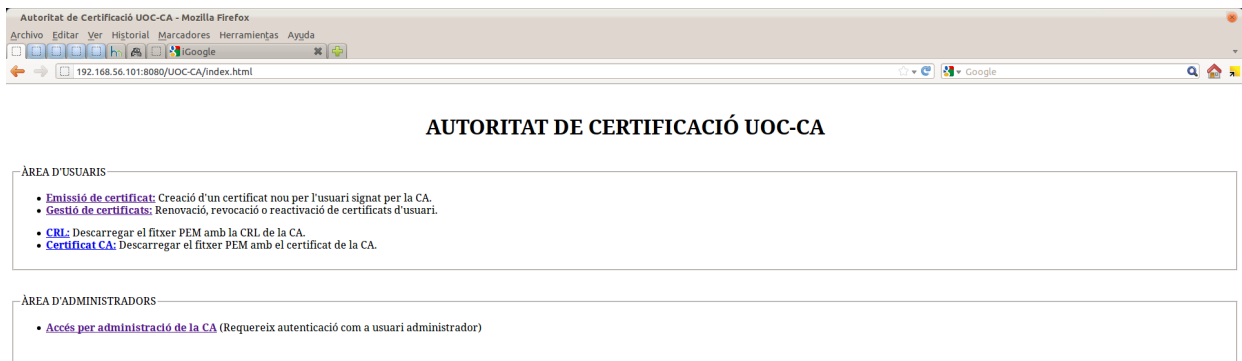 Autoritat de Certificació UOC-CA - Mozilla Firefox
Archivo Editar Ver Historial Marcadores Herramientas Ayuda
iGoogle
192.168.56.101:8080/UOC-CA/index.html
Google
AUTORITAT DE CERTIFICACIÓ UOC-CA
ÀREA D'USUARIS
• Emissió de certificat: Creació d'un certificat nou per l'usuari signat per la CA.
• Gestió de certificats: Renovació, revocació o reactivació de certificats d'usuari.
• CRL: Descarregar el fitxer PEM amb la CRL de la CA.
• Certificat CA: Descarregar el fitxer PEM amb el certificat de la CA.
ÀREA D'ADMINISTRADORS
• Accés per administració de la CA (Requereix autenticació com a usuari administrador)